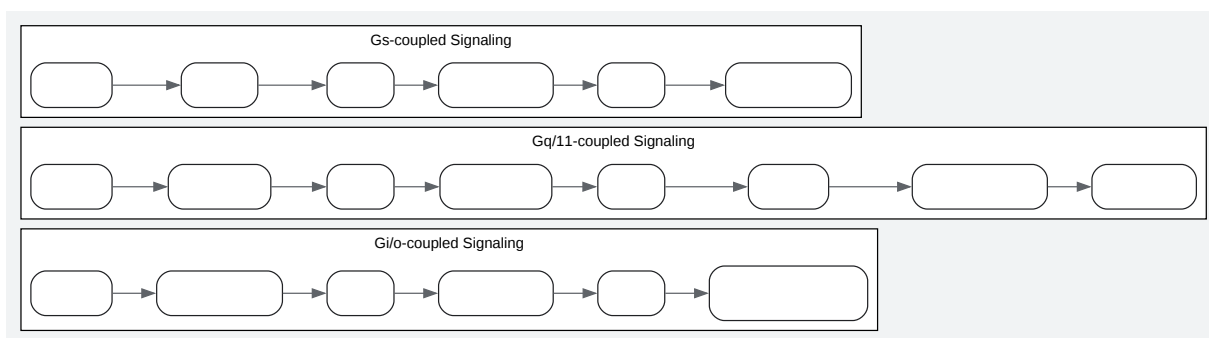 Gs-coupled Signaling
Gq/11-coupled Signaling
Gi/o-coupled Signaling